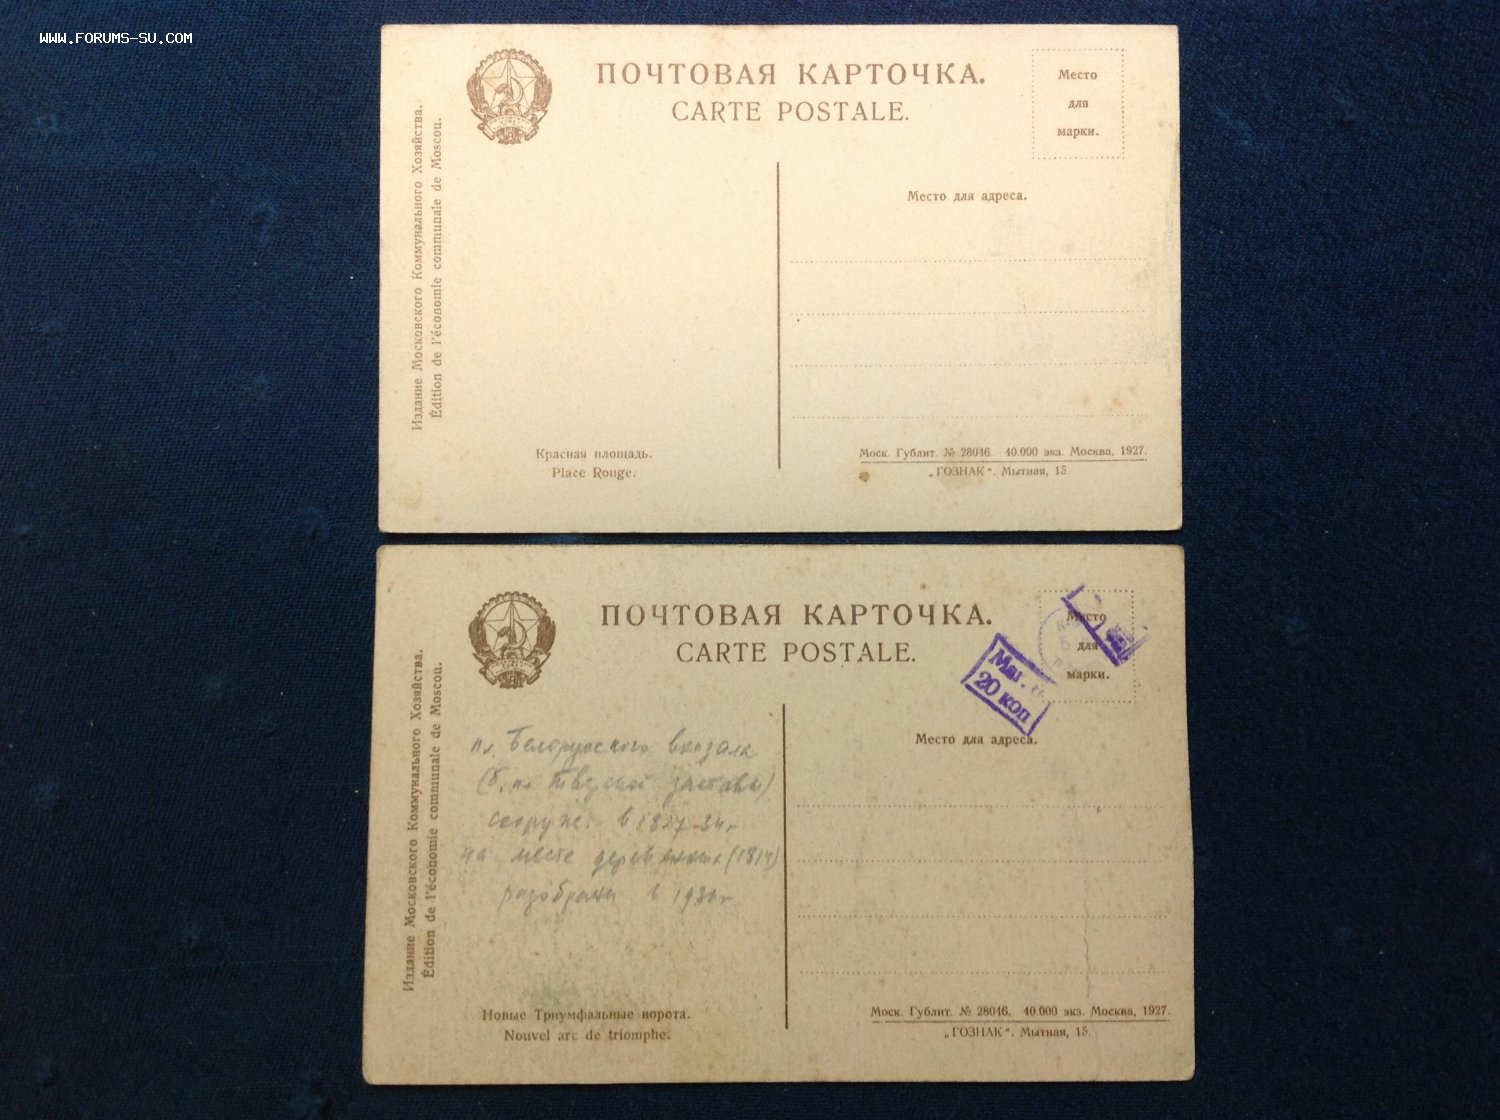 WWW.FORUMS-SU.COM
ПОЧТОВАЯ КАРТОЧКА.
CARTE POSTALE.
Место
для
марки.
Издание Московского Коммунального Хозяйства.
Édition de l'économie communale de Moscou.
Место для адреса.
Красная площадь.
Place Rouge.
Моск. Гублит. № 28046. 40.000 экз. Москва, 1927.
„ГОЗНАК“. Мытная, 15
ПОЧТОВАЯ КАРТОЧКА.
CARTE POSTALE.
Место
для
марки.
Маг.
20 коп
Издание Московского Коммунального Хозяйства.
Édition de l'économie communale de Moscou.
Место для адреса.
пл. Белорусского вокзала
(б. пл. Тверской заставы)
сооруж. в 1827-34г
на месте деревянных (1814)
разобраны в
Новые Триумфальные ворота.
Nouvel arc de triomphe.
Моск. Гублит. № 28046. 40.000 экз. Москва, 1927.
„ГОЗНАК“. Мытная, 15.